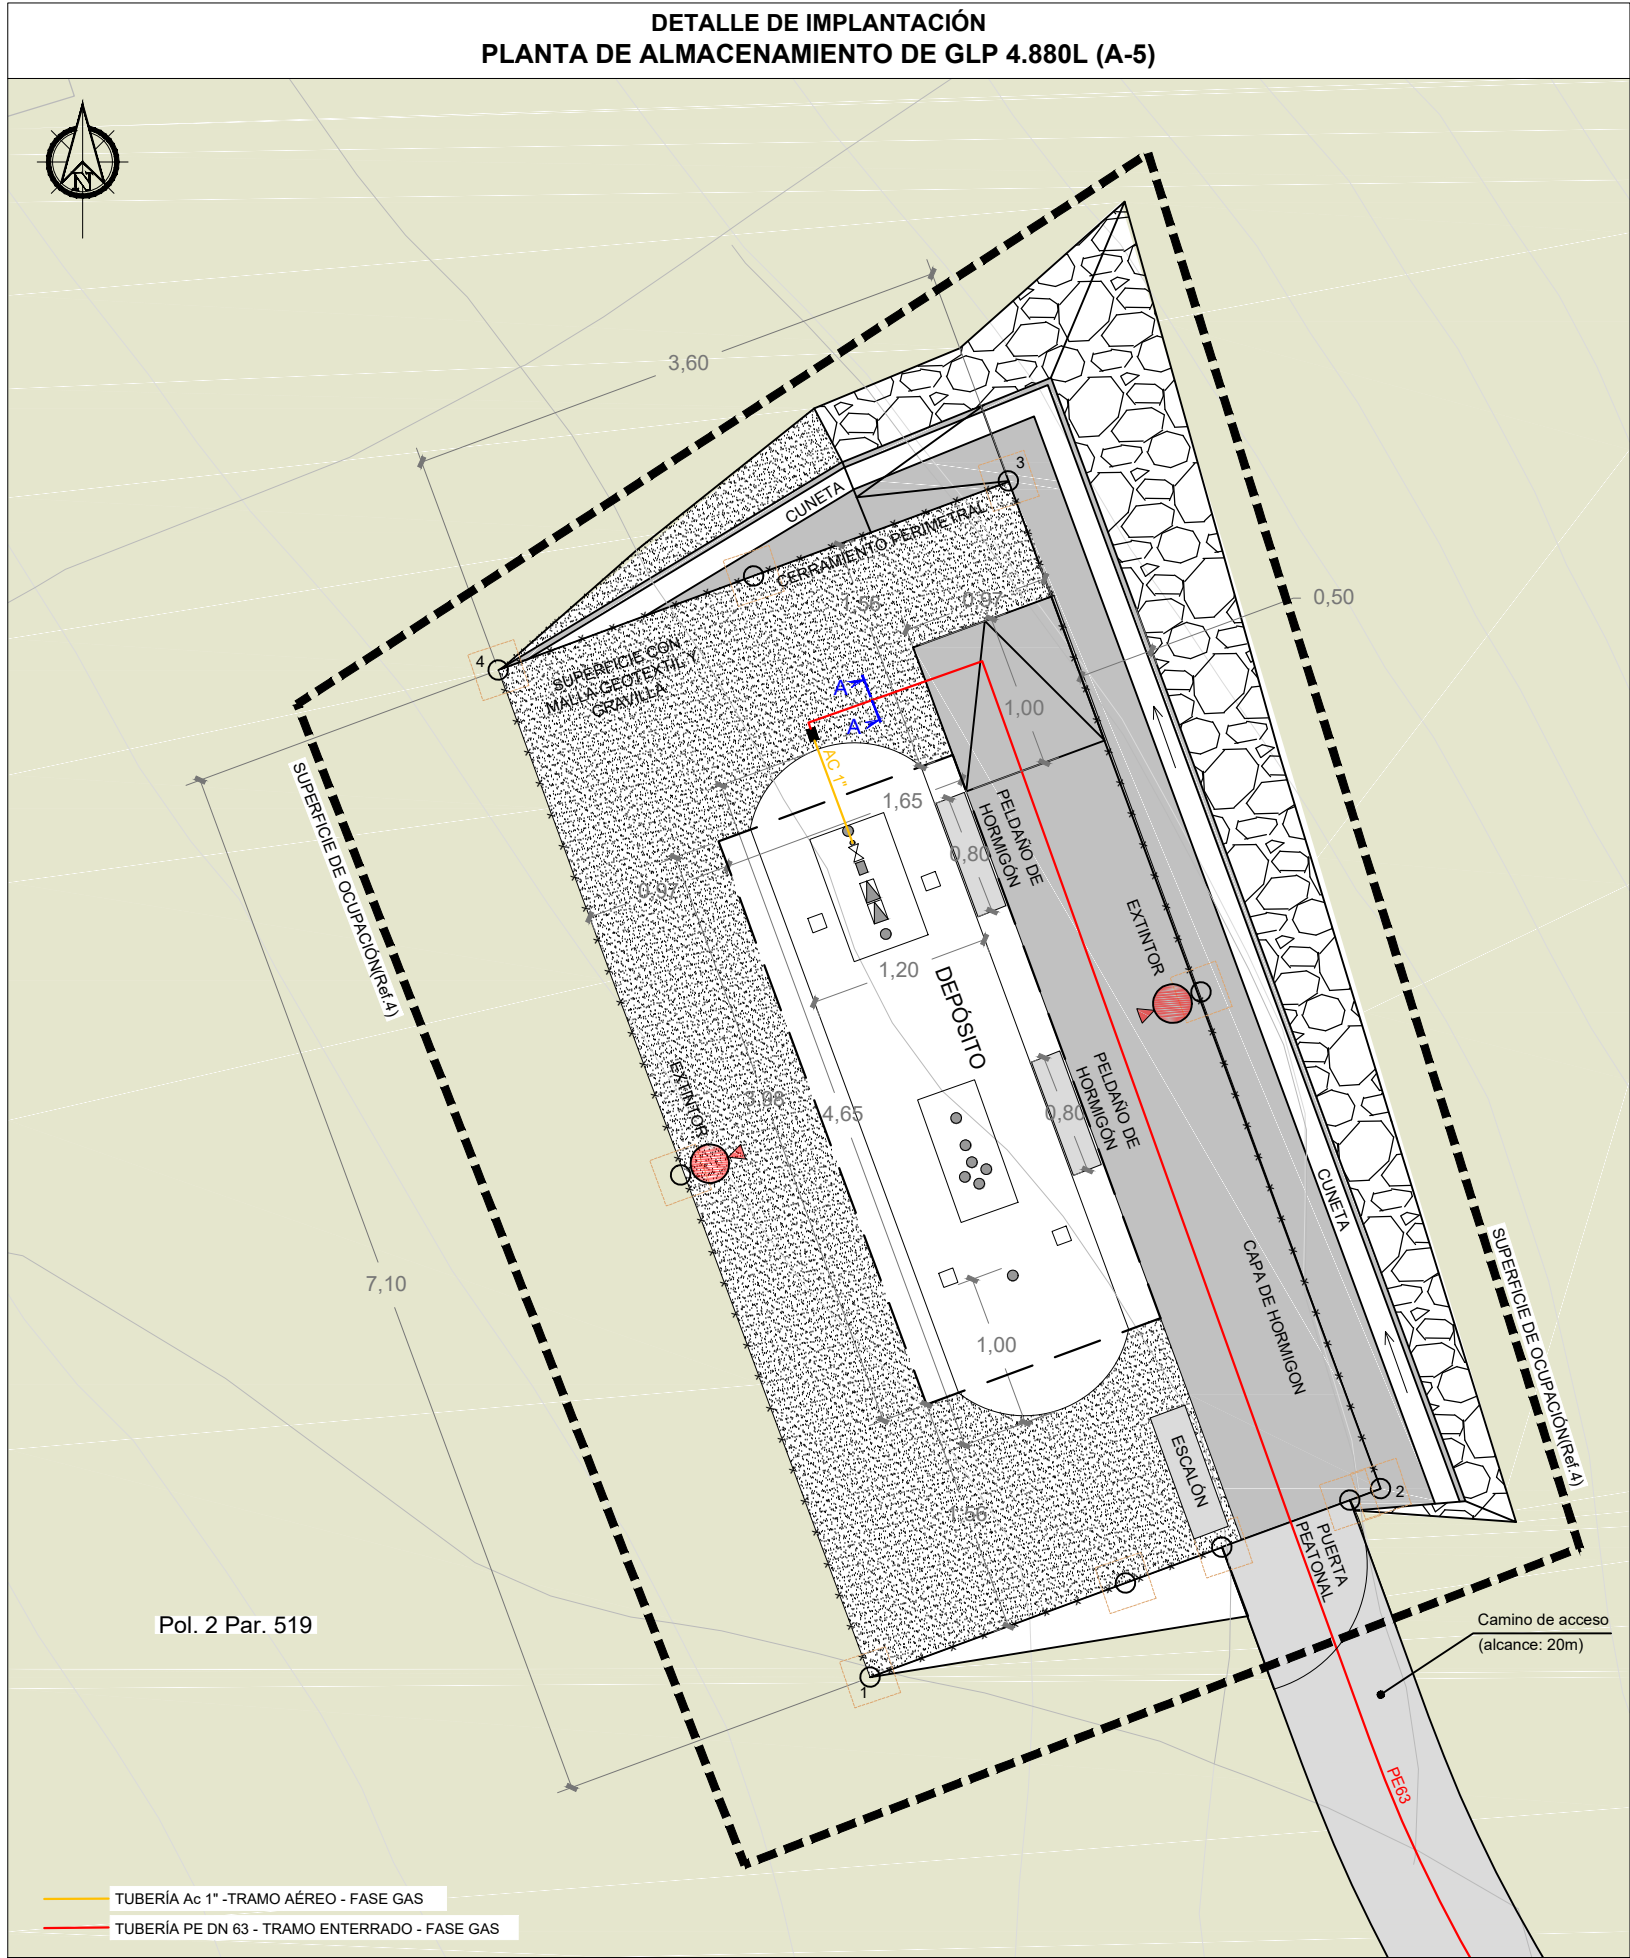 DETALLE DE IMPLANTACIÓN
PLANTA DE ALMACENAMIENTO DE GLP 4.880L (A-5)
N
3,60
3
CUNETA
CERRAMIENTO PERIMETRAL
1,56
0,97
0,50
4
SUPERFICIE CON
MALLA GEOTEXTIL Y
GRAVILLA
A
A
1,00
AC 1"
SUPERFICIE DE OCUPACIÓN(Ref.4)
1,65
PELDAÑO DE
HORMIGÓN
0,80
0,97
EXTINTOR
1,20
DEPÓSITO
EXTINTOR
3,98
4,65
PELDAÑO DE
HORMIGÓN
0,80
CUNETA
7,10
CAPA DE HORMIGON
SUPERFICIE DE OCUPACIÓN(Ref.4)
1,00
ESCALÓN
2
1,56
PUERTA
PEATONAL
Pol. 2 Par. 519
Camino de acceso
(alcance: 20m)
1
PE63
TUBERÍA Ac 1" -TRAMO AÉREO - FASE GAS
TUBERÍA PE DN 63 - TRAMO ENTERRADO - FASE GAS